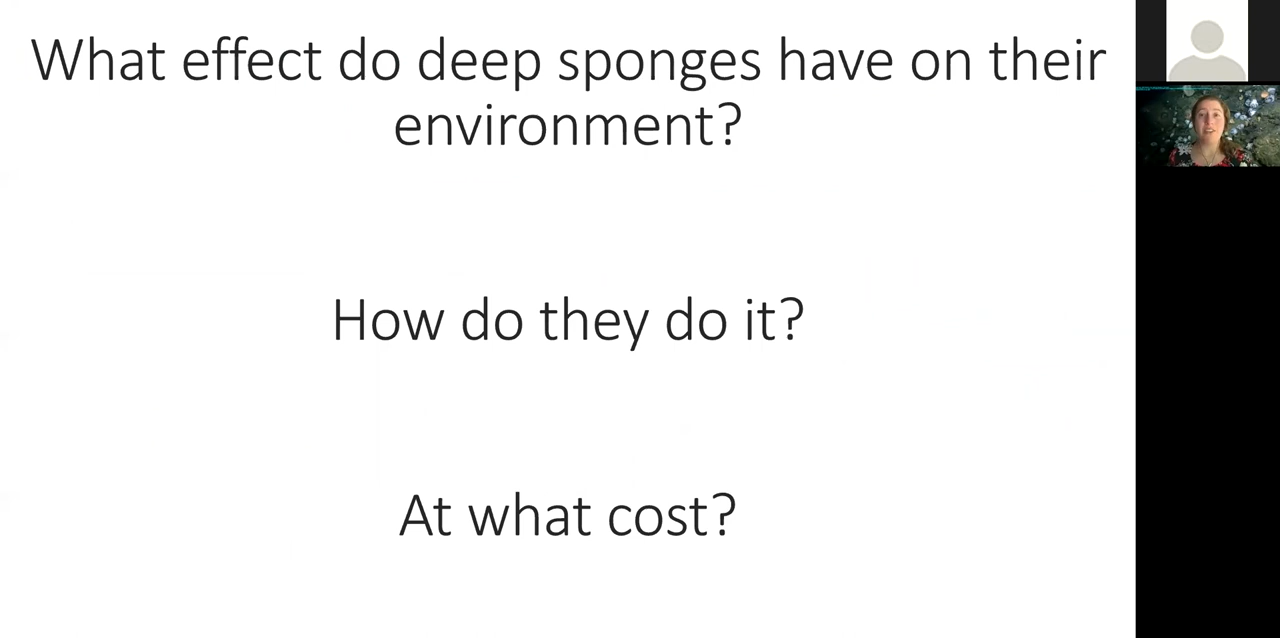 What effect do deep sponges have on their
environment?
How do they do it?
At what cost?